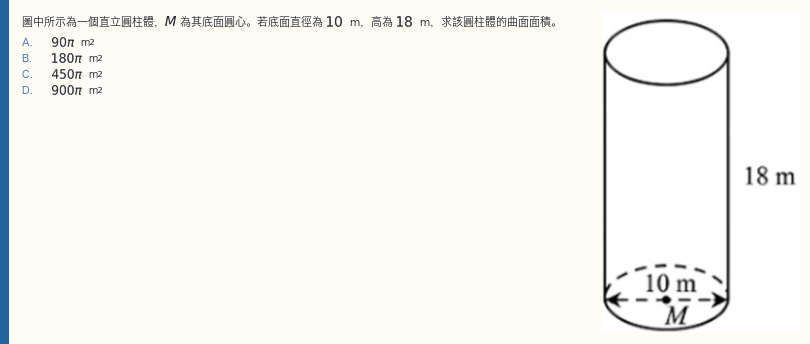 圖中所示為一個直立圓柱體，M 為其底面圓心。若底面直徑為 10 m，高為 18 m，求該圓柱體的曲面面積。
A. 90π m²
B. 180π m²
C. 450π m²
D. 900π m²
18 m
10 m
M